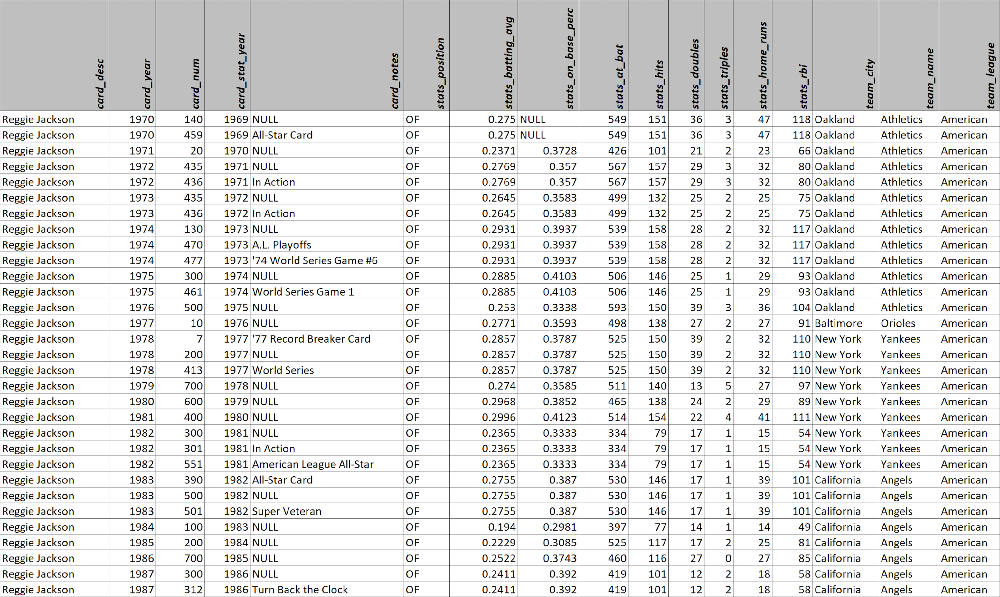 card_desc card_year card_num card_stat_year card_notes stats_position stats_batting_avg stats_on_base_perc stats_at_bat stats_hits stats_doubles stats_triples stats_home_runs stats_rbi team_city team_name team_league
Reggie Jackson 1970 140 1969 NULL OF 0.275 NULL 549 151 36 3 47 118 Oakland Athletics American
Reggie Jackson 1970 459 1969 All-Star Card OF 0.275 NULL 549 151 36 3 47 118 Oakland Athletics American
Reggie Jackson 1971 20 1970 NULL OF 0.2371 0.3728 426 101 21 2 23 66 Oakland Athletics American
Reggie Jackson 1972 435 1971 NULL OF 0.2769 0.357 567 157 29 3 32 80 Oakland Athletics American
Reggie Jackson 1972 436 1971 In Action OF 0.2769 0.357 567 157 29 3 32 80 Oakland Athletics American
Reggie Jackson 1973 435 1972 NULL OF 0.2645 0.3583 499 132 25 2 25 75 Oakland Athletics American
Reggie Jackson 1973 436 1972 In Action OF 0.2645 0.3583 499 132 25 2 25 75 Oakland Athletics American
Reggie Jackson 1974 130 1973 NULL OF 0.2931 0.3937 539 158 28 2 32 117 Oakland Athletics American
Reggie Jackson 1974 470 1973 A.L. Playoffs OF 0.2931 0.3937 539 158 28 2 32 117 Oakland Athletics American
Reggie Jackson 1974 477 1973 '74 World Series Game #6 OF 0.2931 0.3937 539 158 28 2 32 117 Oakland Athletics American
Reggie Jackson 1975 300 1974 NULL OF 0.2885 0.4103 506 146 25 1 29 93 Oakland Athletics American
Reggie Jackson 1975 461 1974 World Series Game 1 OF 0.2885 0.4103 506 146 25 1 29 93 Oakland Athletics American
Reggie Jackson 1976 500 1975 NULL OF 0.253 0.3338 593 150 39 3 36 104 Oakland Athletics American
Reggie Jackson 1977 10 1976 NULL OF 0.2771 0.3593 498 138 27 2 27 91 Baltimore Orioles American
Reggie Jackson 1978 7 1977 '77 Record Breaker Card OF 0.2857 0.3787 525 150 39 2 32 110 New York Yankees American
Reggie Jackson 1978 200 1977 NULL OF 0.2857 0.3787 525 150 39 2 32 110 New York Yankees American
Reggie Jackson 1978 413 1977 World Series OF 0.2857 0.3787 525 150 39 2 32 110 New York Yankees American
Reggie Jackson 1979 700 1978 NULL OF 0.274 0.3585 511 140 13 5 27 97 New York Yankees American
Reggie Jackson 1980 600 1979 NULL OF 0.2968 0.3852 465 138 24 2 29 89 New York Yankees American
Reggie Jackson 1981 400 1980 NULL OF 0.2996 0.4123 514 154 22 4 41 111 New York Yankees American
Reggie Jackson 1982 300 1981 NULL OF 0.2365 0.3333 334 79 17 1 15 54 New York Yankees American
Reggie Jackson 1982 301 1981 In Action OF 0.2365 0.3333 334 79 17 1 15 54 New York Yankees American
Reggie Jackson 1982 551 1981 American League All-Star OF 0.2365 0.3333 334 79 17 1 15 54 New York Yankees American
Reggie Jackson 1983 390 1982 All-Star Card OF 0.2755 0.387 530 146 17 1 39 101 California Angels American
Reggie Jackson 1983 500 1982 NULL OF 0.2755 0.387 530 146 17 1 39 101 California Angels American
Reggie Jackson 1983 501 1982 Super Veteran OF 0.2755 0.387 530 146 17 1 39 101 California Angels American
Reggie Jackson 1984 100 1983 NULL OF 0.194 0.2981 397 77 14 1 14 49 California Angels American
Reggie Jackson 1985 200 1984 NULL OF 0.2229 0.3085 525 117 17 2 25 81 California Angels American
Reggie Jackson 1986 700 1985 NULL OF 0.2522 0.3743 460 116 27 0 27 85 California Angels American
Reggie Jackson 1987 300 1986 NULL OF 0.2411 0.392 419 101 12 2 18 58 California Angels American
Reggie Jackson 1987 312 1986 Turn Back the Clock OF 0.2411 0.392 419 101 12 2 18 58 California Angels American